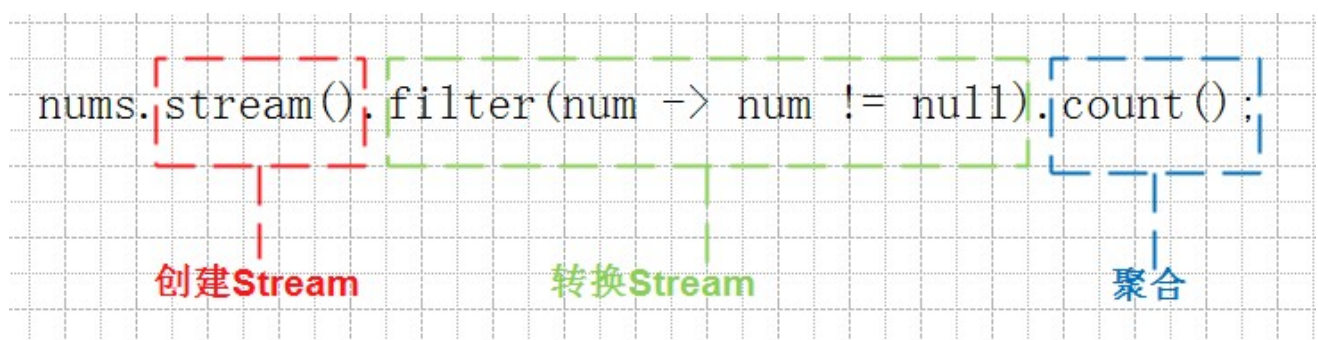 nums.stream().filter(num -> num != null).count();
创建Stream
转换Stream
聚合